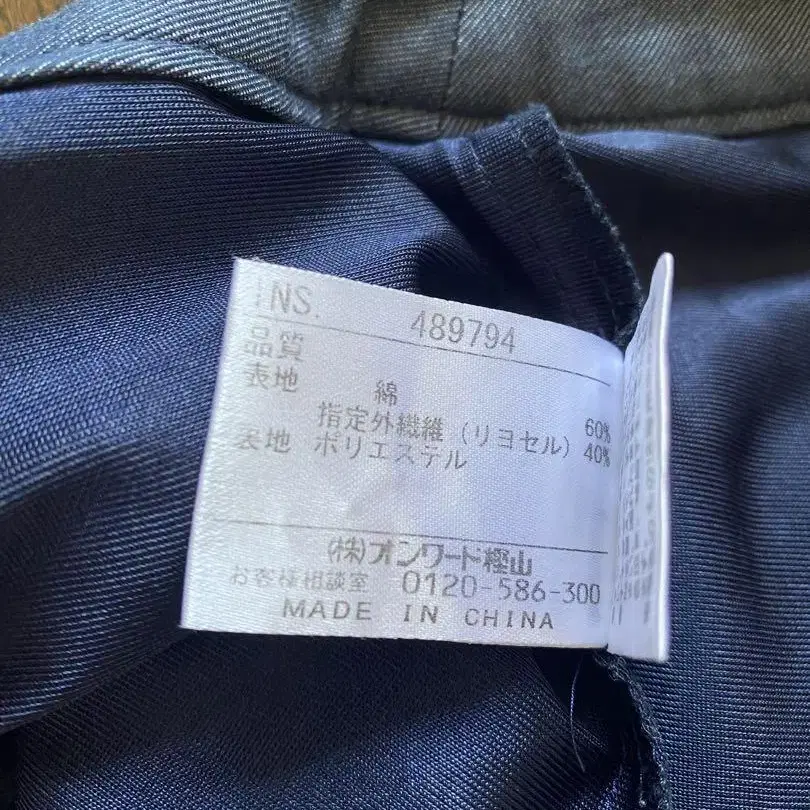 INS. 489794
品質
表地 綿 60%
指定外繊維 (リヨセル) 40%
表地 ポリエステル
(株)オンワード樫山
お客様相談室 0120-586-300
MADE IN CHINA